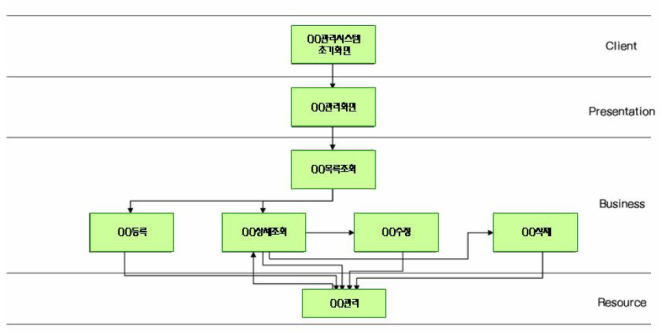 OO관리시스템
초기화면
Client
OO관리화면
Presentation
OO목록조회
Business
OO등록
OO상세조회
OO수정
OO삭제
OO관리
Resource